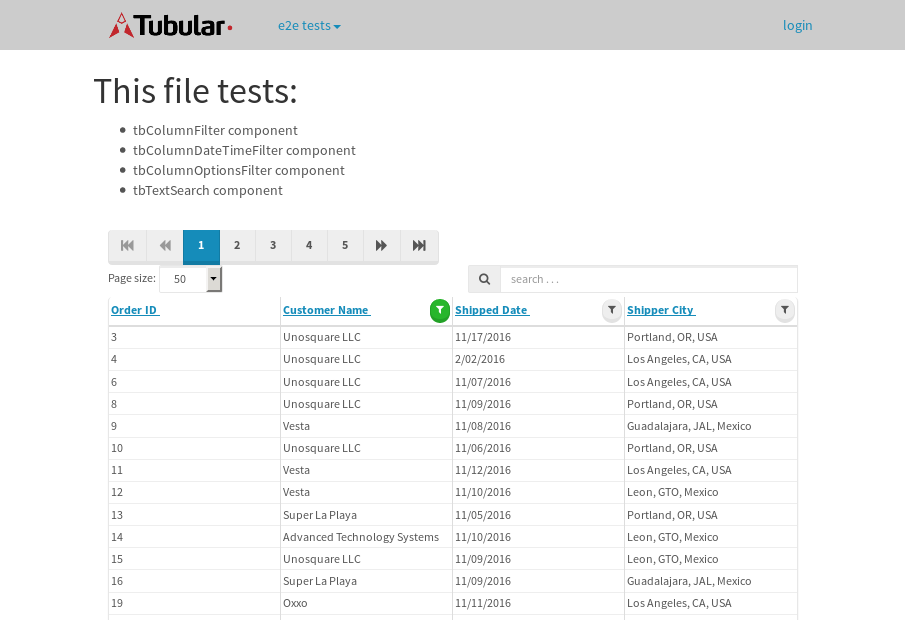 Tubular
e2e tests
login
This file tests:
tbColumnFilter component
tbColumnDateTimeFilter component
tbColumnOptionsFilter component
tbTextSearch component
1 2 3 4 5
Page size: 50 search . . .
Order ID Customer Name Shipped Date Shipper City
3 Unosquare LLC 11/17/2016 Portland, OR, USA
4 Unosquare LLC 2/02/2016 Los Angeles, CA, USA
6 Unosquare LLC 11/07/2016 Los Angeles, CA, USA
8 Unosquare LLC 11/09/2016 Portland, OR, USA
9 Vesta 11/08/2016 Guadalajara, JAL, Mexico
10 Unosquare LLC 11/06/2016 Portland, OR, USA
11 Vesta 11/12/2016 Los Angeles, CA, USA
12 Vesta 11/10/2016 Leon, GTO, Mexico
13 Super La Playa 11/05/2016 Portland, OR, USA
14 Advanced Technology Systems 11/10/2016 Leon, GTO, Mexico
15 Unosquare LLC 11/09/2016 Leon, GTO, Mexico
16 Super La Playa 11/09/2016 Guadalajara, JAL, Mexico
19 Oxxo 11/11/2016 Los Angeles, CA, USA